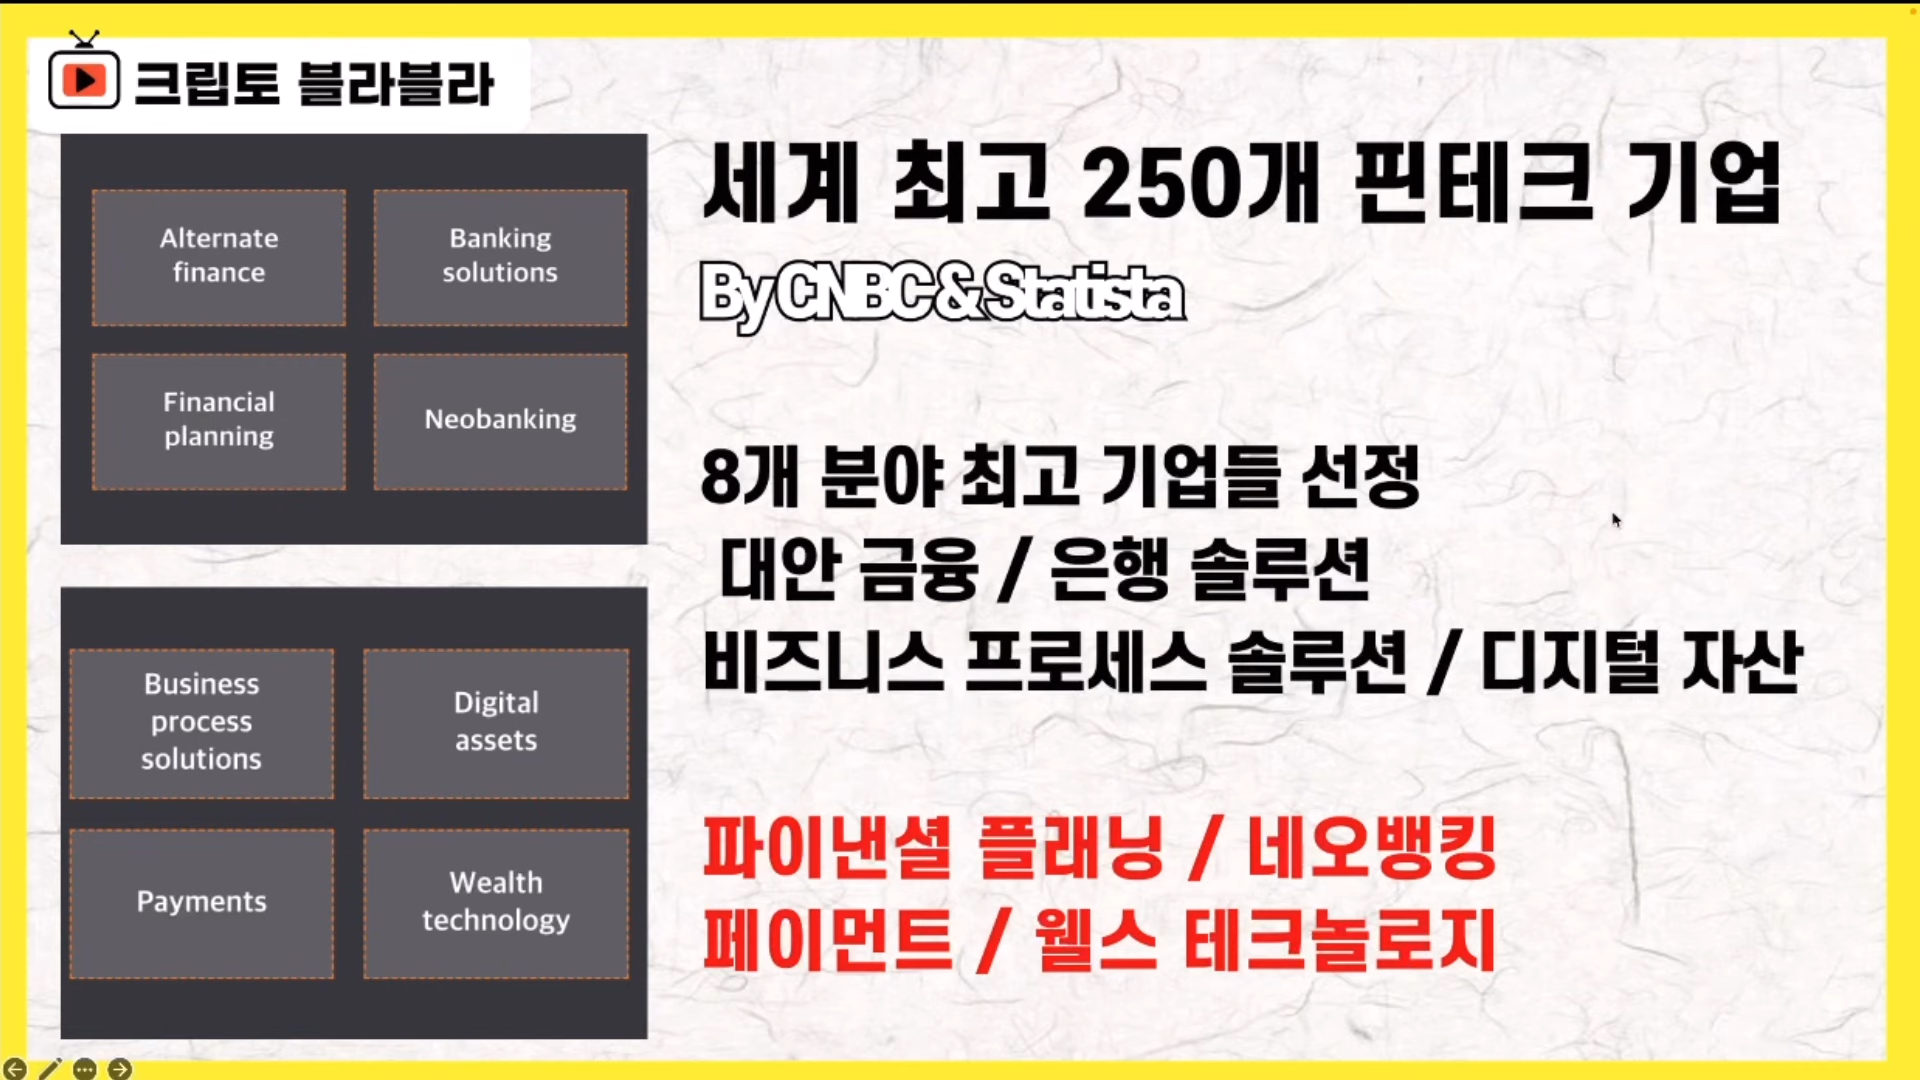 크립토 블라블라
Alternate
finance
Banking
solutions
Financial
planning
Neobanking
Business
process
solutions
Digital
assets
Payments
Wealth
technology
세계 최고 250개 핀테크 기업
By CNBC & Statista
8개 분야 최고 기업들 선정
대안 금융 / 은행 솔루션
비즈니스 프로세스 솔루션 / 디지털 자산
파이낸셜 플래닝 / 네오뱅킹
페이먼트 / 웰스 테크놀로지